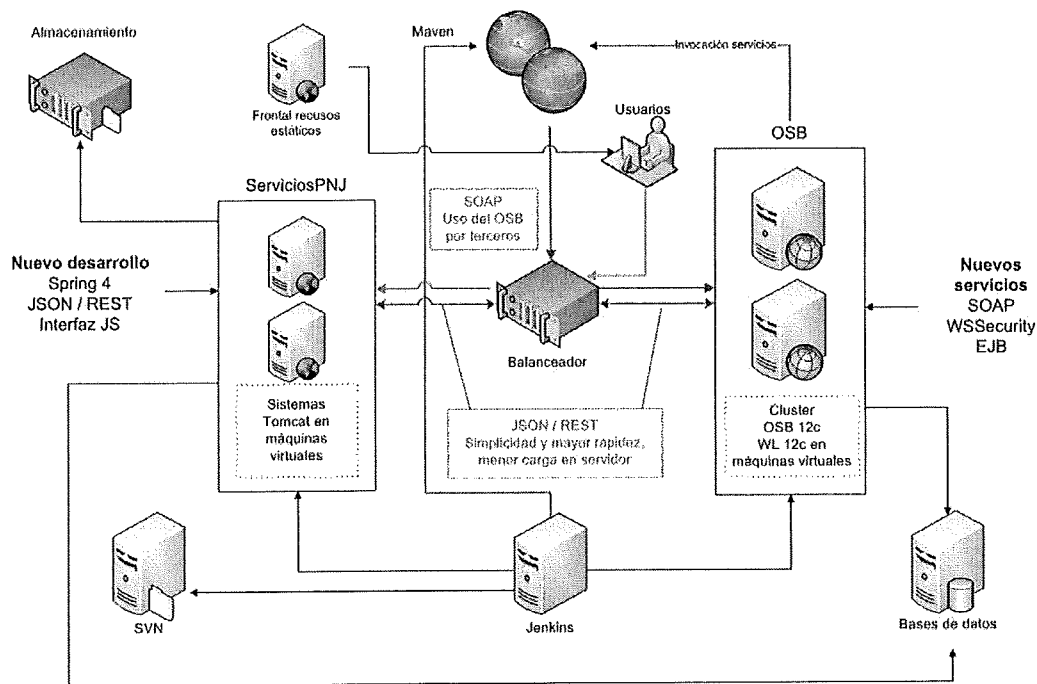 Almacenamiento
Maven
Invocación servicios
Frontal recusos
estáticos
Usuarios
OSB
ServiciosPNJ
SOAP
Uso del OSB
por terceros
Nuevo desarrollo
Spring 4
JSON / REST
Interfaz JS
Nuevos
servicios
SOAP
WSSecurity
EJB
Balanceador
Sistemas
Tomcat en
máquinas
virtuales
JSON / REST
Simplicidad y mayor rapidez,
menor carga en servidor
Cluster
OSB 12c
WL 12c en
máquinas virtuales
SVN
Jenkins
Bases de datos